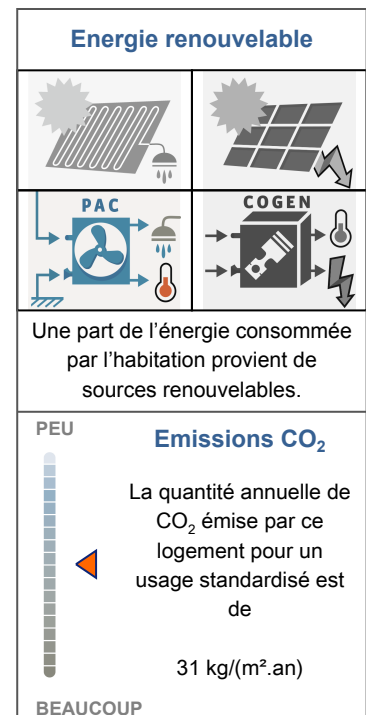 Energie renouvelable
PAC
COGEN
Une part de l'énergie consommée
par l'habitation provient de
sources renouvelables.
PEU
Emissions CO₂
La quantité annuelle de
CO₂ émise par ce
logement pour un
usage standardisé est
de
31 kg/(m².an)
BEAUCOUP